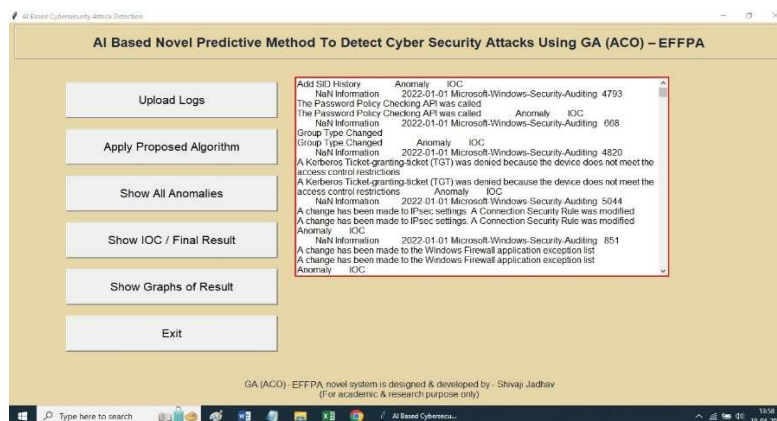 AI Based Cybersecurity Attack Detection
AI Based Novel Predictive Method To Detect Cyber Security Attacks Using GA (ACO) – EFFPA
Upload Logs
Apply Proposed Algorithm
Show All Anomalies
Show IOC / Final Result
Show Graphs of Result
Exit
Add SID History Anomaly IOC
NaN Information 2022-01-01 Microsoft-Windows-Security-Auditing 4793
The Password Policy Checking API was called
The Password Policy Checking API was called Anomaly IOC
NaN Information 2022-01-01 Microsoft-Windows-Security-Auditing 668
Group Type Changed
Group Type Changed Anomaly IOC
NaN Information 2022-01-01 Microsoft-Windows-Security-Auditing 4820
A Kerberos Ticket-granting-ticket (TGT) was denied because the device does not meet the
access control restrictions
A Kerberos Ticket-granting-ticket (TGT) was denied because the device does not meet the
access control restrictions Anomaly IOC
NaN Information 2022-01-01 Microsoft-Windows-Security-Auditing 5044
A change has been made to IPsec settings. A Connection Security Rule was modified
A change has been made to IPsec settings. A Connection Security Rule was modified
Anomaly IOC
NaN Information 2022-01-01 Microsoft-Windows-Security-Auditing 851
A change has been made to the Windows Firewall application exception list
A change has been made to the Windows Firewall application exception list
Anomaly IOC
GA (ACO) - EFFPA novel system is designed & developed by - Shivaji Jadhav
(For academic & research purpose only)
Type here to search
AI Based Cybersecu...
13:58